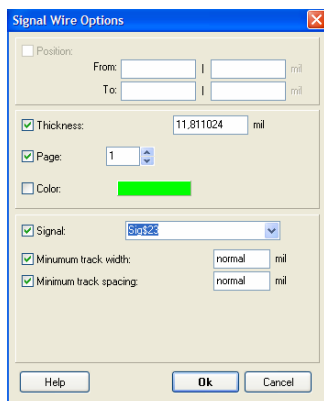 Signal Wire Options
Position:
From: | mil
To: | mil
Thickness: 11,811024 mil
Page: 1
Color:
Signal: Sig$23
Minumum track width: normal mil
Minimum track spacing: normal mil
Help Ok Cancel